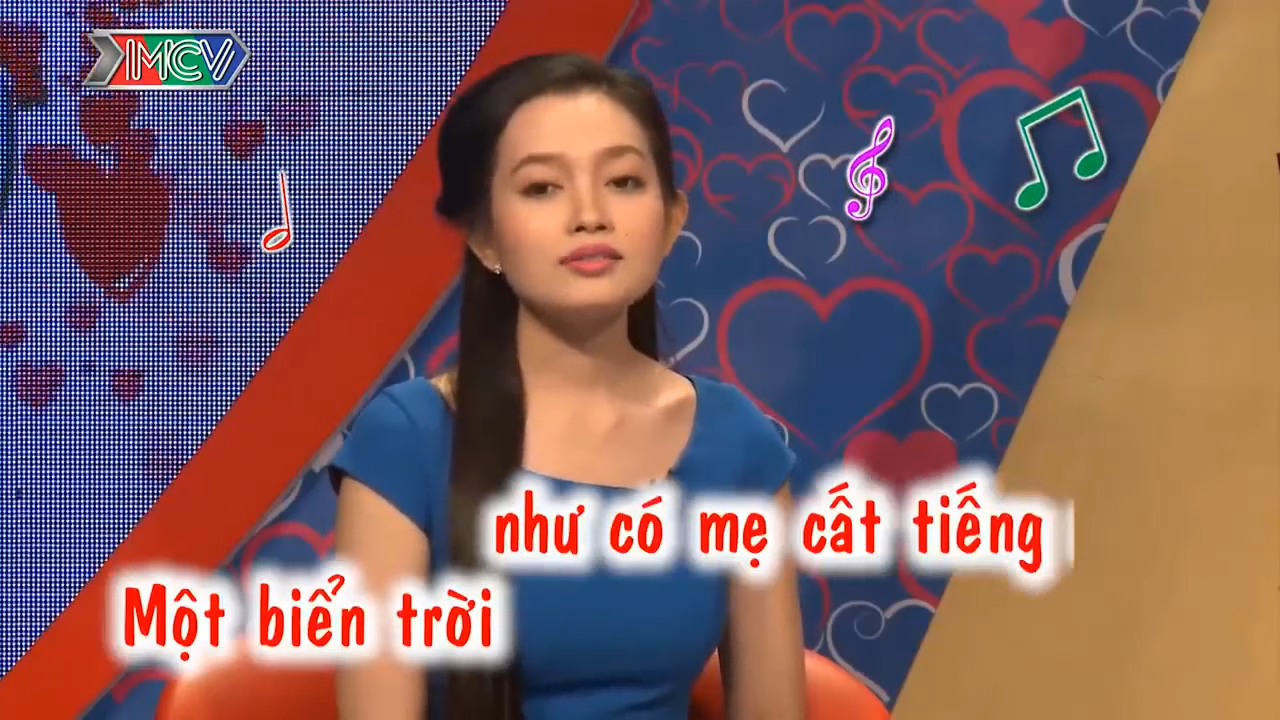 MCV
như có mẹ cất tiếng
Một biển trời